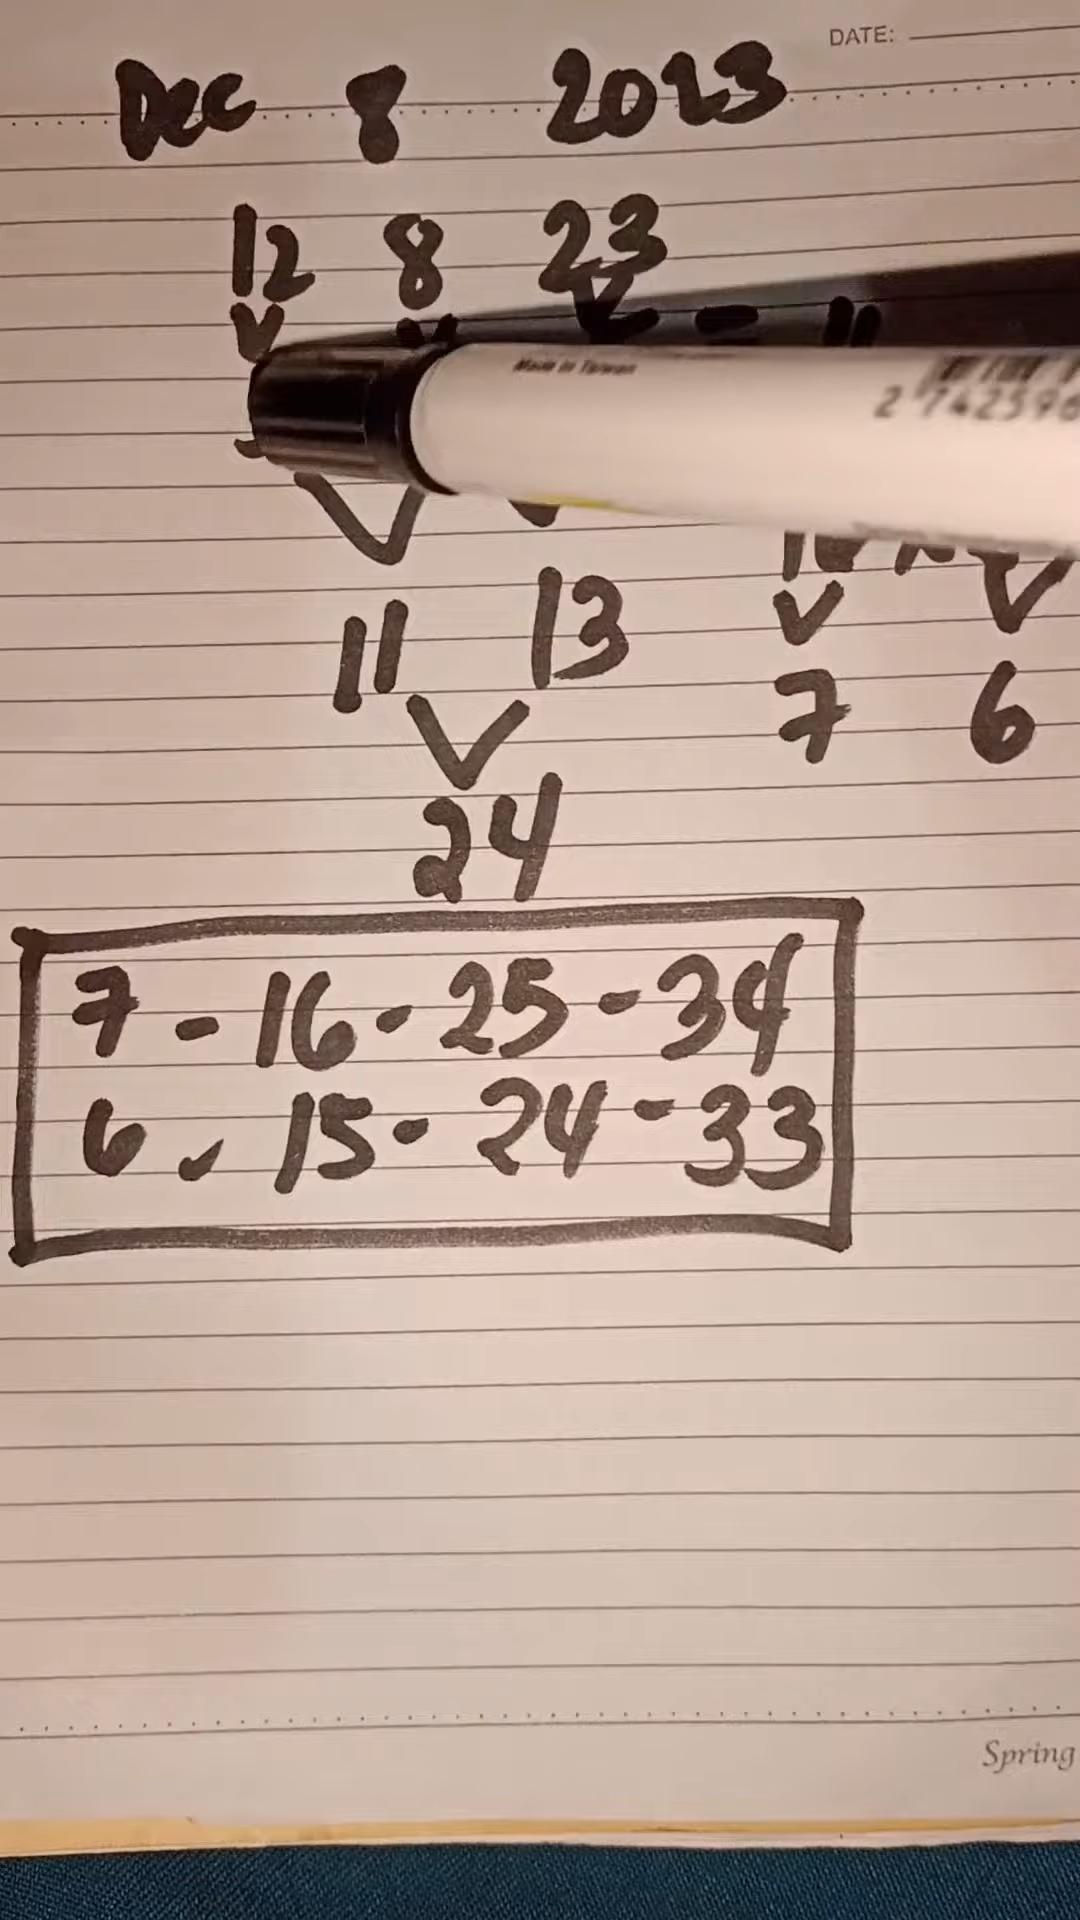 DATE:
Dec 8 2023
12 8 23
Made in Taiwan
11 13
7 6
24
7 - 16 - 25 - 34
6 - 15 - 24 - 33
Spring